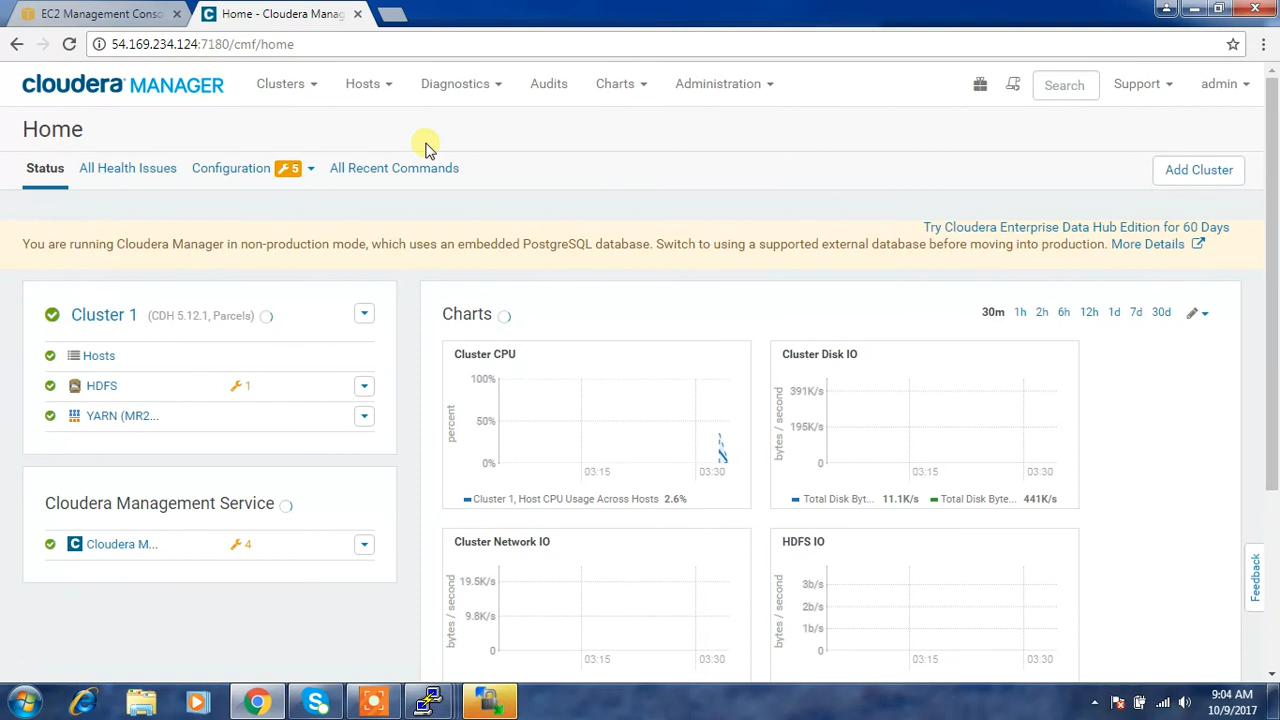 EC2 Management Conso
Home - Cloudera Manag
54.169.234.124:7180/cmf/home
cloudera MANAGER
Clusters
Hosts
Diagnostics
Audits
Charts
Administration
Search
Support
admin
Home
Status
All Health Issues
Configuration 5
All Recent Commands
Add Cluster
Try Cloudera Enterprise Data Hub Edition for 60 Days
You are running Cloudera Manager in non-production mode, which uses an embedded PostgreSQL database. Switch to using a supported external database before moving into production. More Details
Cluster 1 (CDH 5.12.1, Parcels)
Hosts
HDFS 1
YARN (MR2...
Cloudera Management Service
Cloudera M... 4
Charts
30m 1h 2h 6h 12h 1d 7d 30d
Cluster CPU
percent
100%
50%
0%
03:15 03:30
Cluster 1, Host CPU Usage Across Hosts 2.6%
Cluster Disk IO
bytes / second
391K/s
195K/s
0
03:15 03:30
Total Disk Byt... 11.1K/s Total Disk Byte... 441K/s
Cluster Network IO
bytes / second
19.5K/s
9.8K/s
0
03:15 03:30
HDFS IO
bytes / second
3b/s
2b/s
1b/s
0
03:15 03:30
Feedback
9:04 AM
10/9/2017